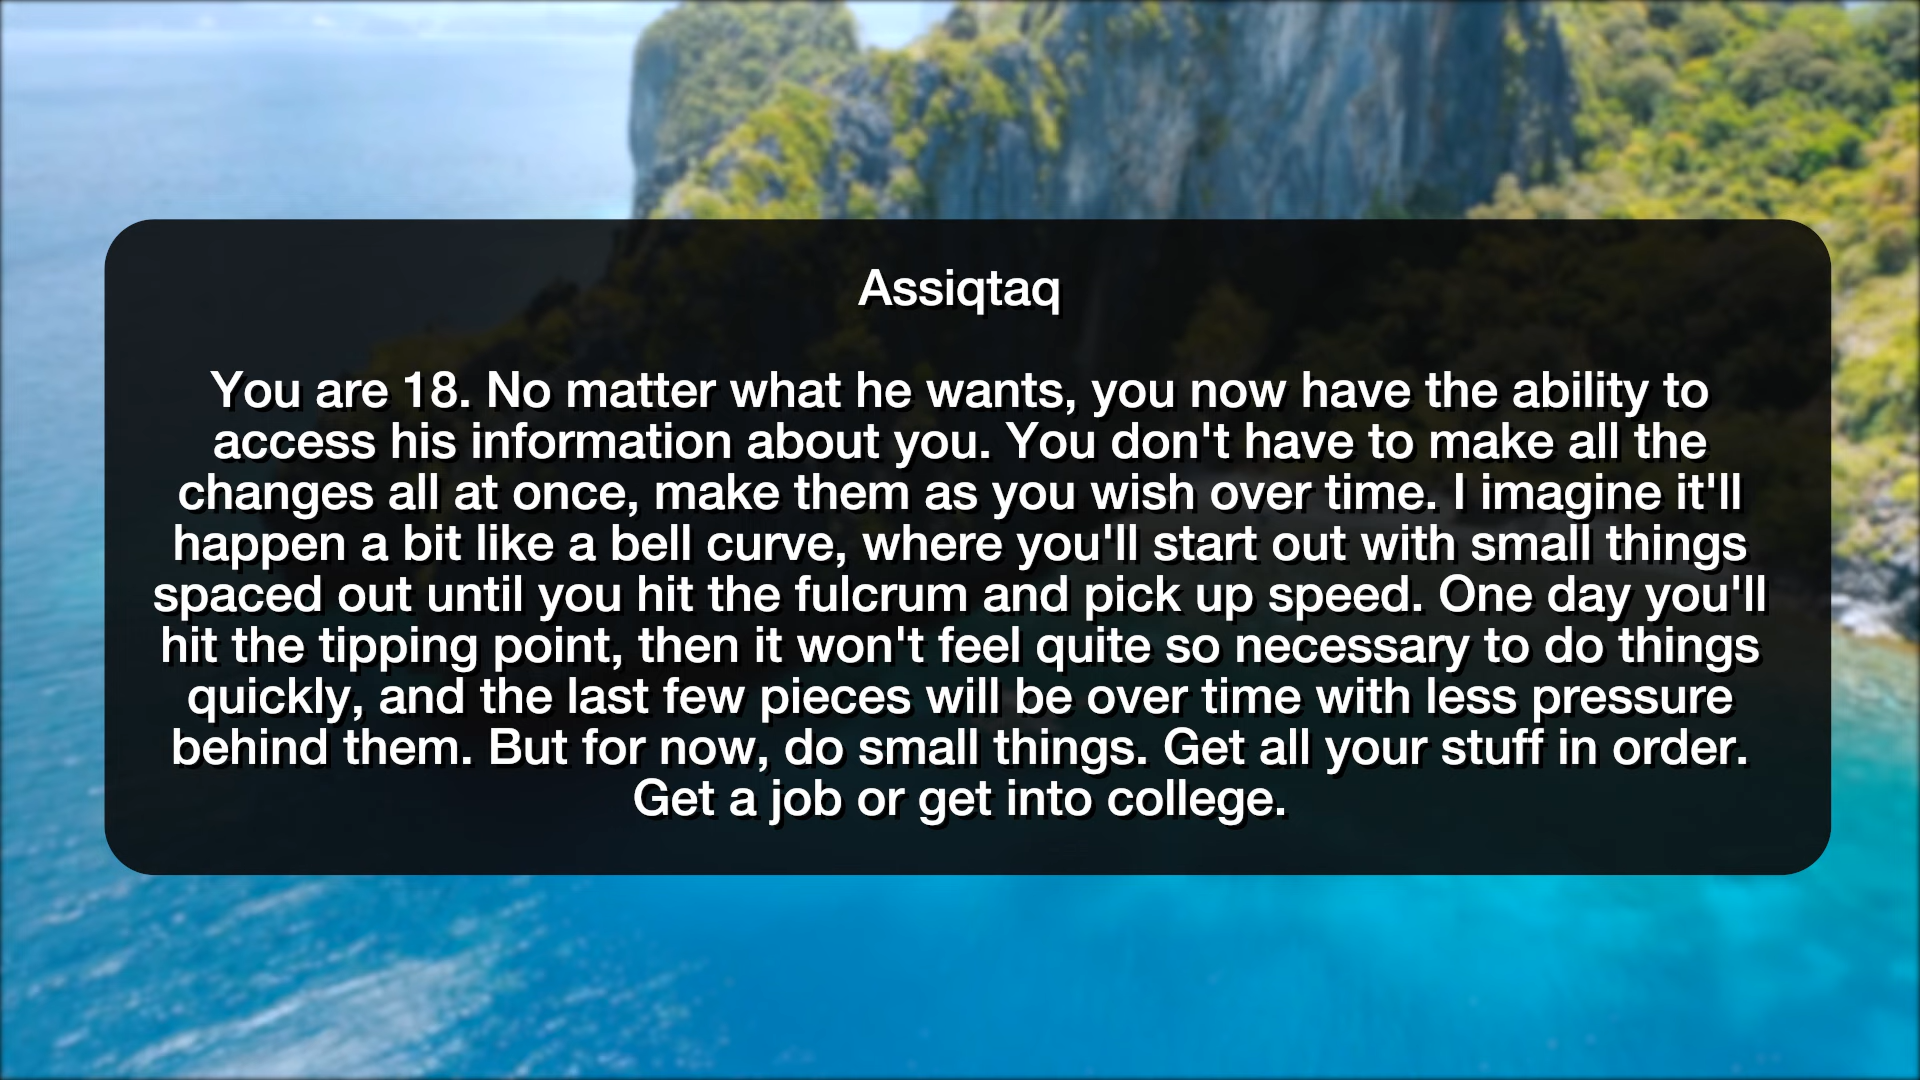 Assiqtaq
You are 18. No matter what he wants, you now have the ability to
access his information about you. You don't have to make all the
changes all at once, make them as you wish over time. I imagine it'll
happen a bit like a bell curve, where you'll start out with small things
spaced out until you hit the fulcrum and pick up speed. One day you'll
hit the tipping point, then it won't feel quite so necessary to do things
quickly, and the last few pieces will be over time with less pressure
behind them. But for now, do small things. Get all your stuff in order.
Get a job or get into college.